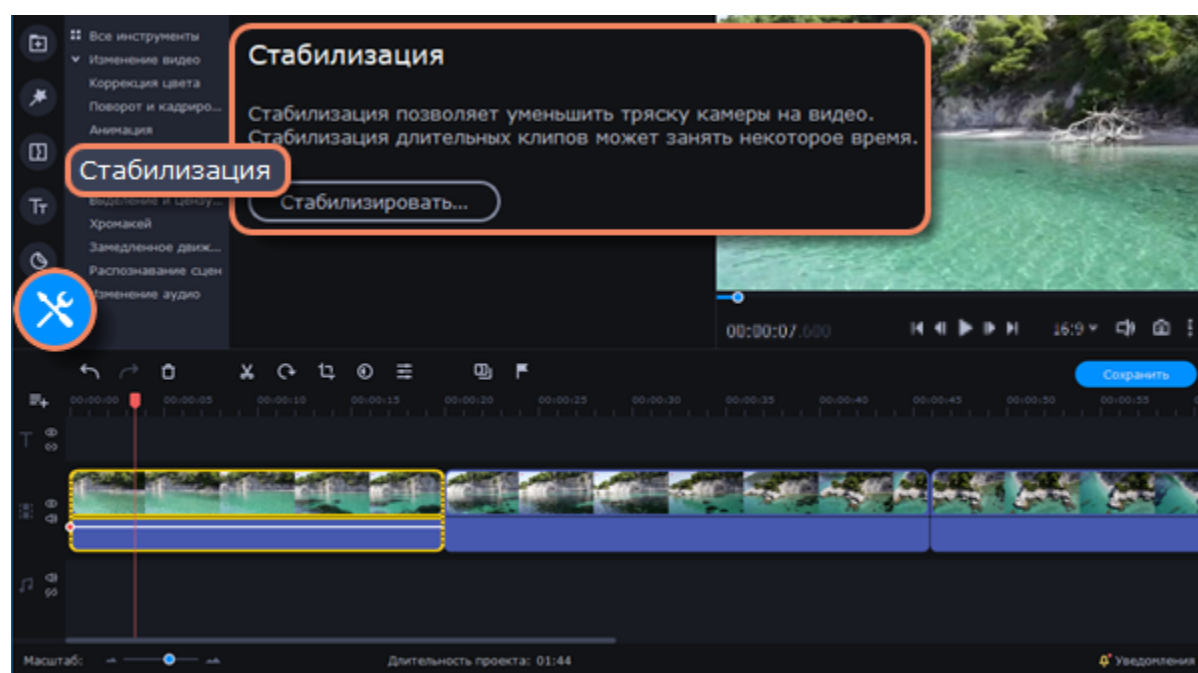 Все инструменты
Изменение видео
Коррекция цвета
Поворот и кадриро...
Анимация
Стабилизация
Выделение и цензу...
Хромакей
Замедленное движ...
Распознавание сцен
Изменение аудио
Стабилизация
Стабилизация позволяет уменьшить тряску камеры на видео.
Стабилизация длительных клипов может занять некоторое время.
Стабилизировать...
00:00:07.600
16:9
Сохранить
00:00:00 00:00:05 00:00:10 00:00:15 00:00:20 00:00:25 00:00:30 00:00:35 00:00:40 00:00:45 00:00:50 00:00:55
Масштаб:
Длительность проекта: 01:44
Уведомления